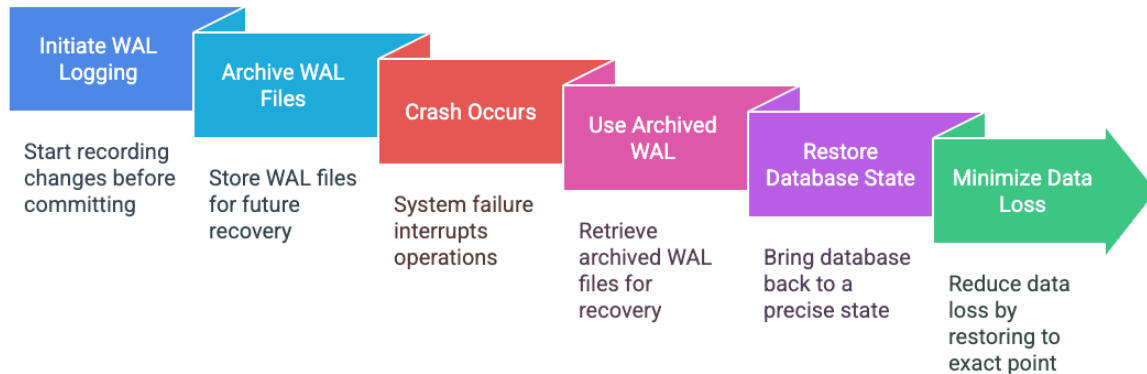 Initiate WAL
Logging
Start recording
changes before
committing
Archive WAL
Files
Store WAL files
for future
recovery
Crash Occurs
System failure
interrupts
operations
Use Archived
WAL
Retrieve
archived WAL
files for
recovery
Restore
Database State
Bring database
back to a
precise state
Minimize Data
Loss
Reduce data
loss by
restoring to
exact point